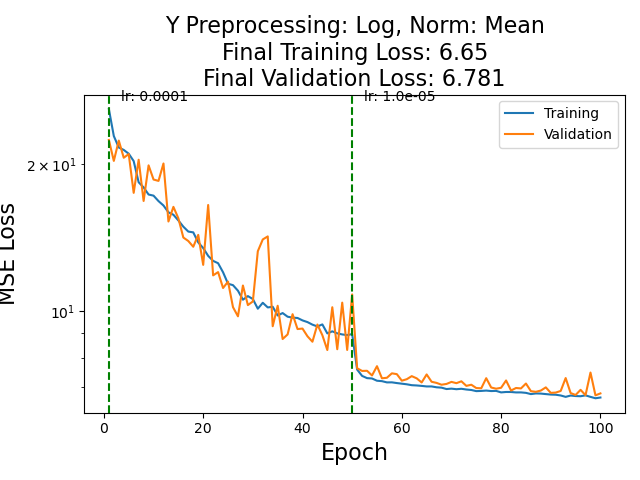 Y Preprocessing: Log, Norm: Mean
Final Training Loss: 6.65
Final Validation Loss: 6.781
lr: 0.0001
lr: 1.0e-05
Training
Validation
2 × 10¹
10¹
MSE Loss
0
20
40
60
80
100
Epoch